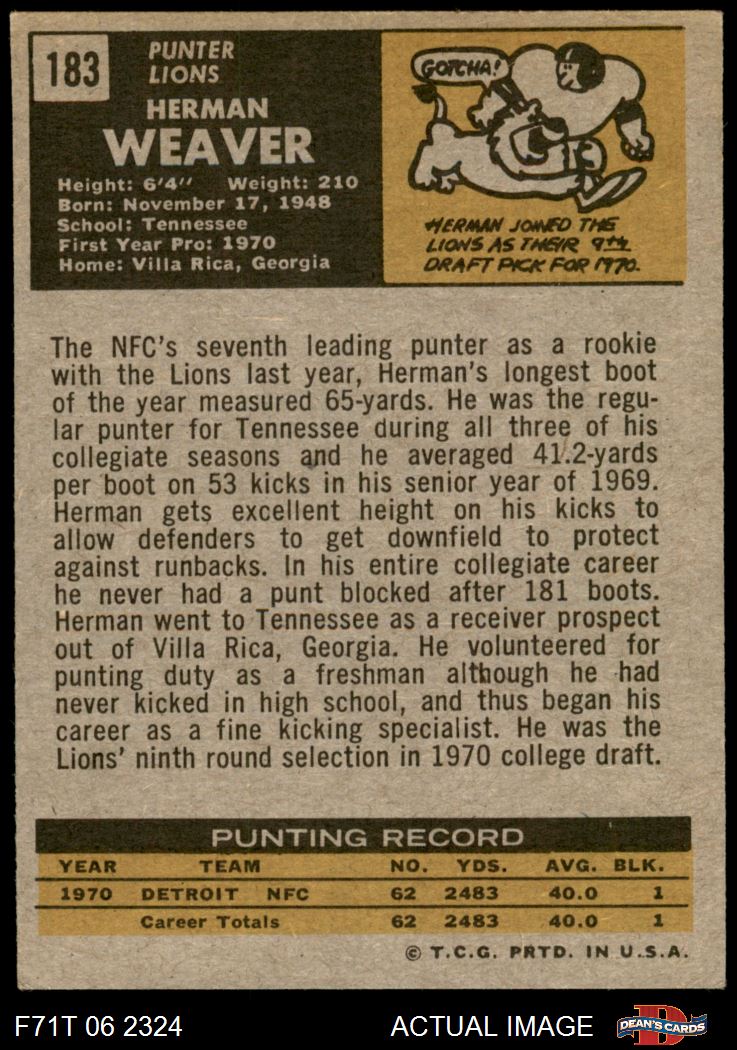 183
PUNTER
LIONS
HERMAN
WEAVER
Height: 6'4'' Weight: 210
Born: November 17, 1948
School: Tennessee
First Year Pro: 1970
Home: Villa Rica, Georgia
GOTCHA!
HERMAN JOINED THE
LIONS AS THEIR 9TH
DRAFT PICK FOR 1970.
The NFC's seventh leading punter as a rookie
with the Lions last year, Herman's longest boot
of the year measured 65-yards. He was the regu-
lar punter for Tennessee during all three of his
collegiate seasons and he averaged 41.2-yards
per boot on 53 kicks in his senior year of 1969.
Herman gets excellent height on his kicks to
allow defenders to get downfield to protect
against runbacks. In his entire collegiate career
he never had a punt blocked after 181 boots.
Herman went to Tennessee as a receiver prospect
out of Villa Rica, Georgia. He volunteered for
punting duty as a freshman although he had
never kicked in high school, and thus began his
career as a fine kicking specialist. He was the
Lions' ninth round selection in 1970 college draft.
PUNTING RECORD
YEAR TEAM NO. YDS. AVG. BLK.
1970 DETROIT NFC 62 2483 40.0 1
Career Totals 62 2483 40.0 1
© T.C.G. PRTD. IN U.S.A.
F71T 06 2324 ACTUAL IMAGE D DEAN'S CARDS